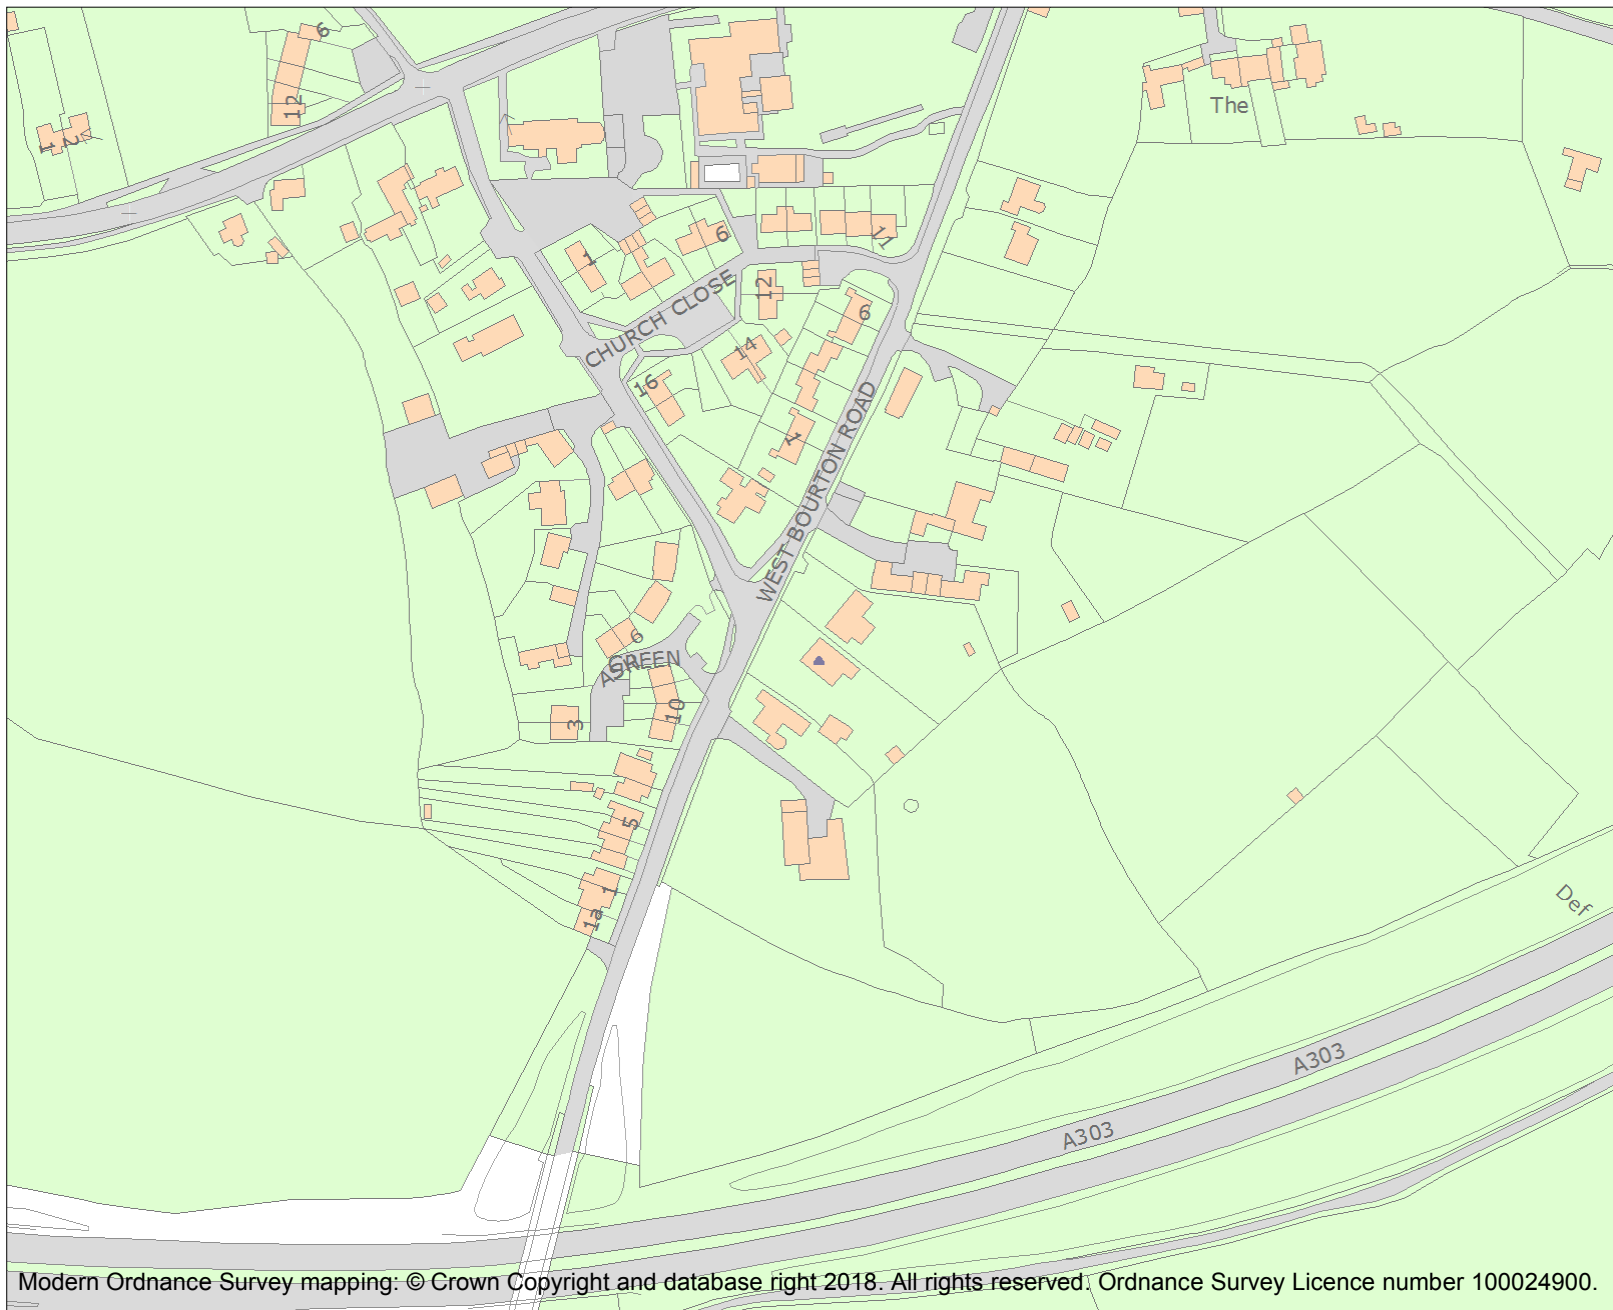 6
12
1
2
The
1
6
11
CHURCH CLOSE
12
6
14
16
1
WEST BOURTON ROAD
6
ASH
GREEN
10
3
5
1
1a
Def
A303
A303
Modern Ordnance Survey mapping: © Crown Copyright and database right 2018. All rights reserved. Ordnance Survey Licence number 100024900.